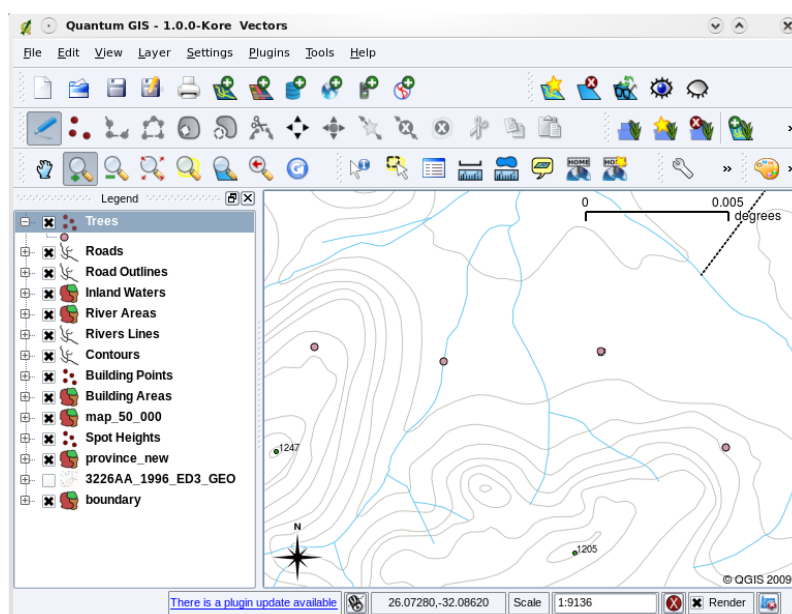 Quantum GIS - 1.0.0-Kore Vectors
File Edit View Layer Settings Plugins Tools Help
HOME
Legend
Trees
Roads
Road Outlines
Inland Waters
River Areas
Rivers Lines
Contours
Building Points
Building Areas
map_50_000
Spot Heights
province_new
3226AA_1996_ED3_GEO
boundary
0 0.005
degrees
1247
1205
N
© QGIS 2009
There is a plugin update available 26.07280,-32.08620 Scale 1:9136 Render